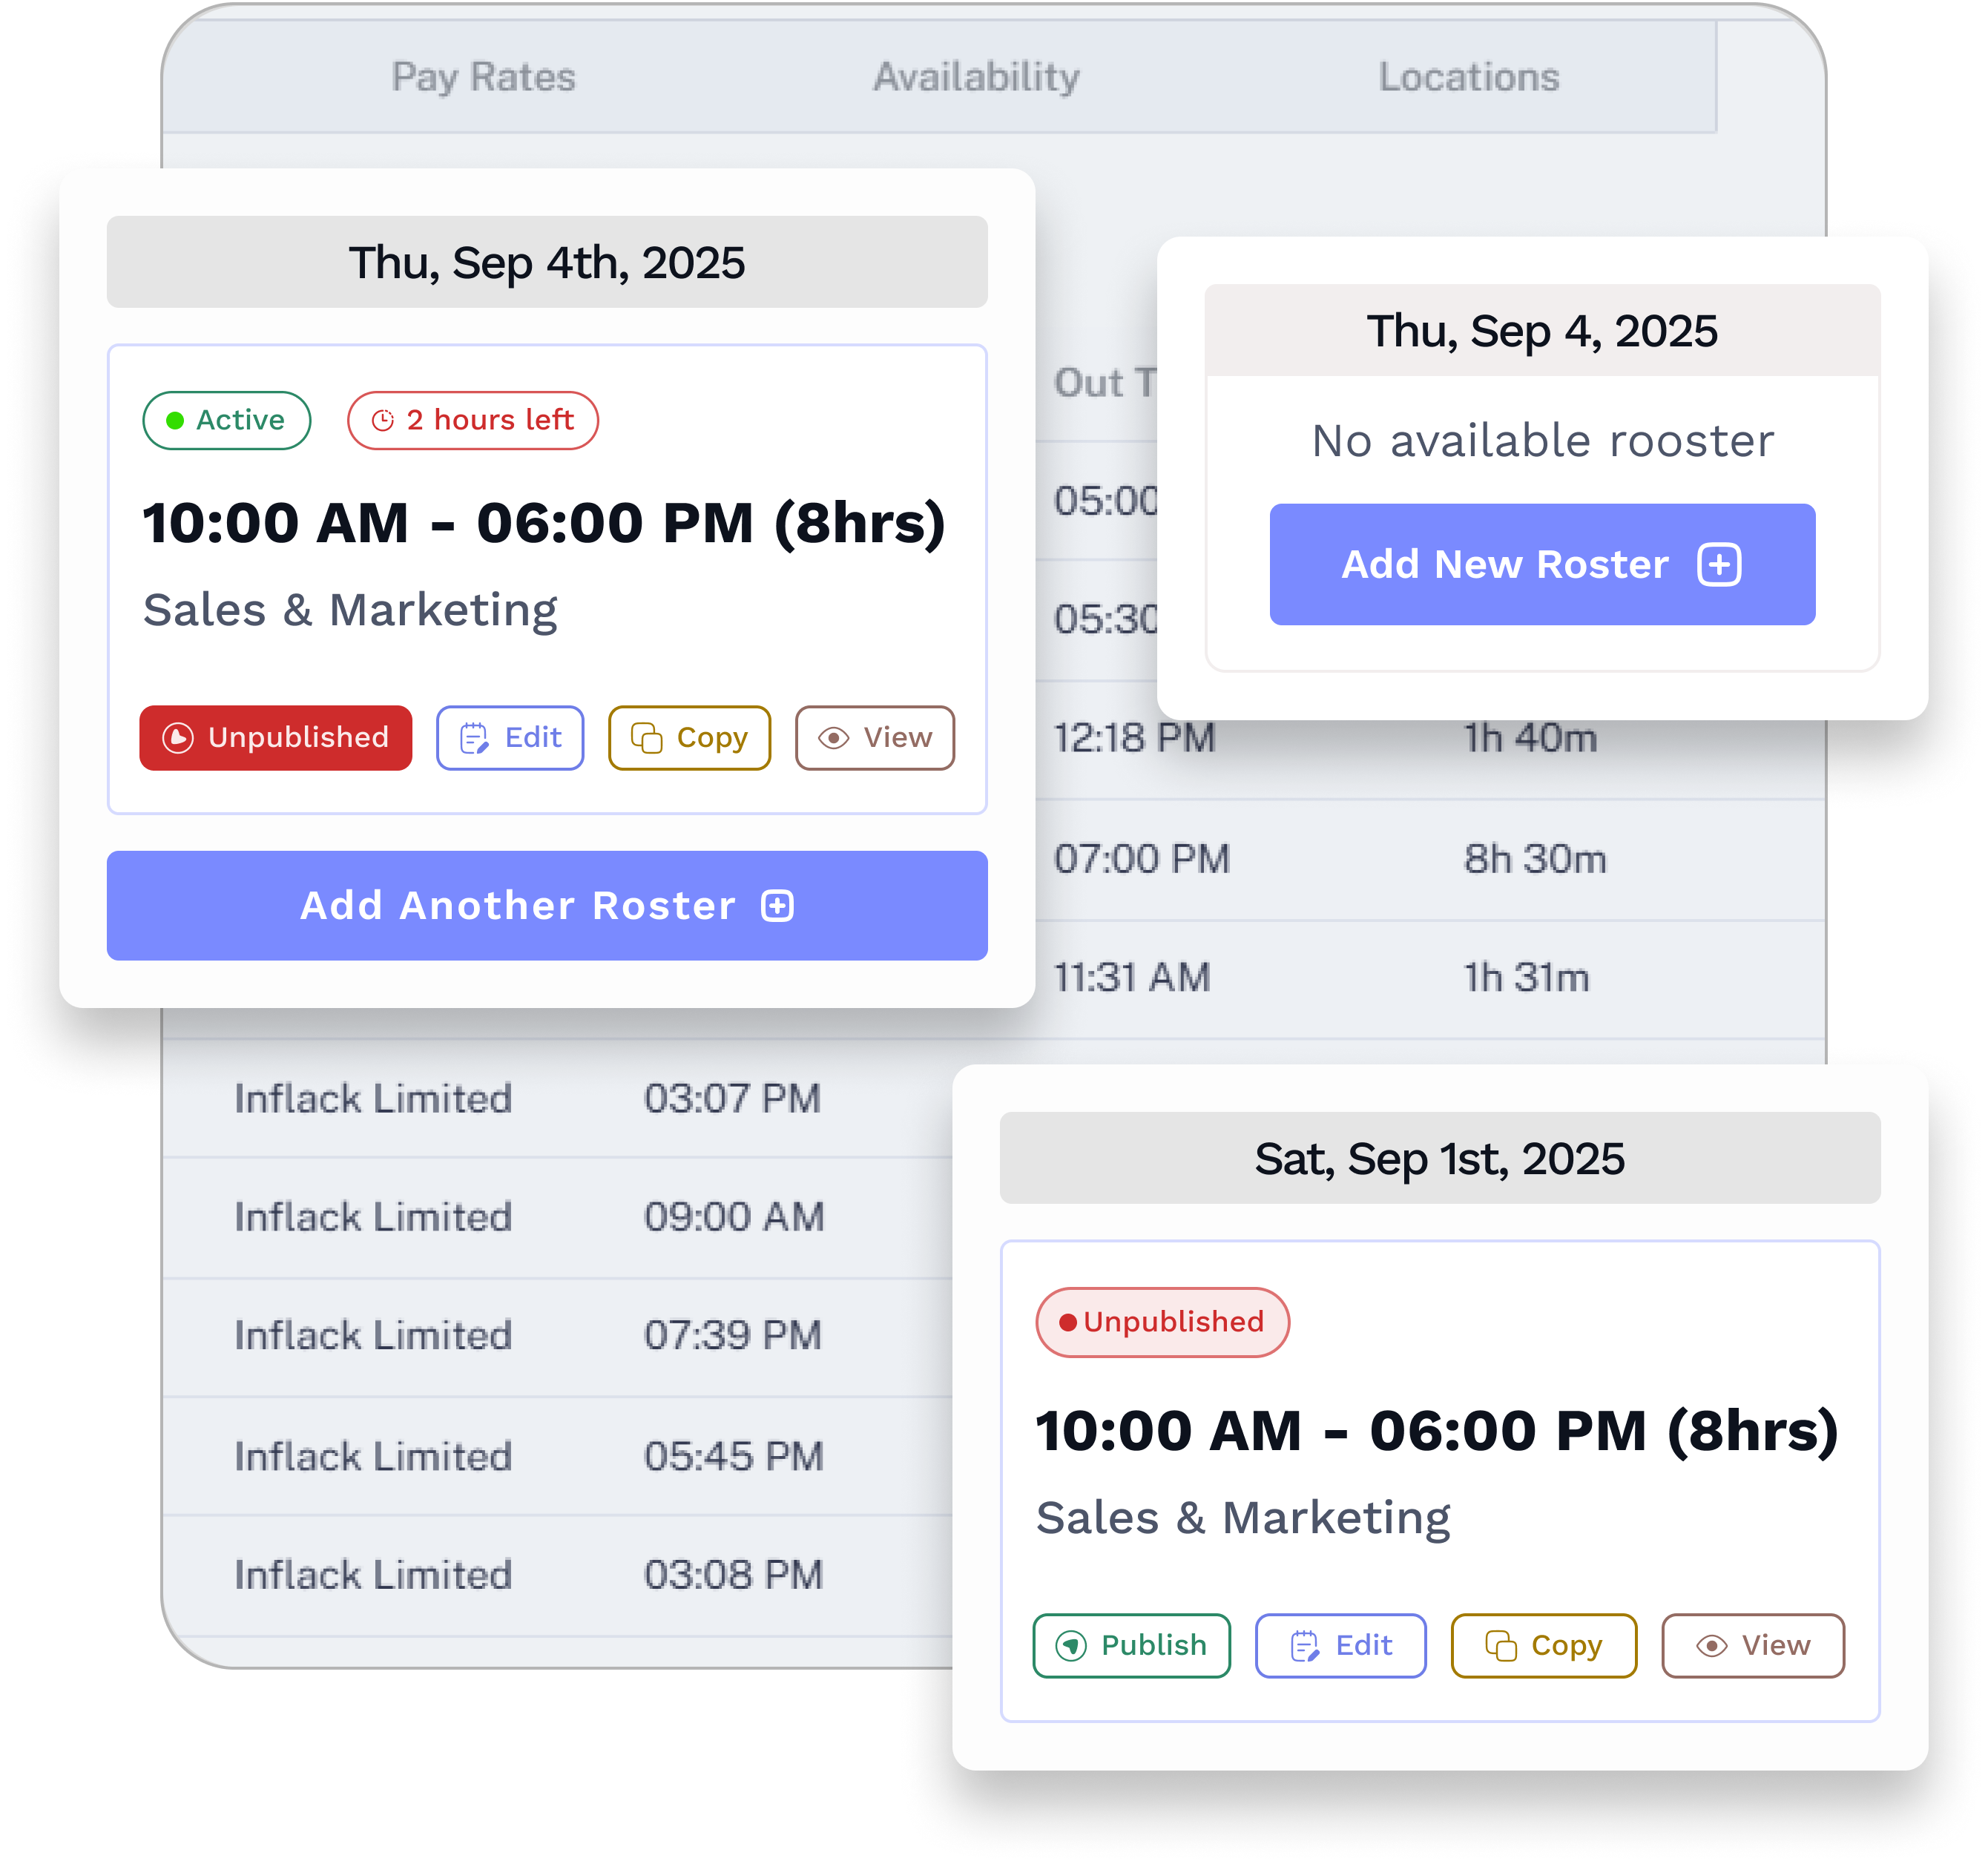 Pay Rates Availability Locations
Thu, Sep 4th, 2025
Active 2 hours left
10:00 AM - 06:00 PM (8hrs)
Sales & Marketing
Unpublished Edit Copy View
Add Another Roster
Thu, Sep 4, 2025
No available rooster
Add New Roster
Out T
05:00
05:30
12:18 PM 1h 40m
07:00 PM 8h 30m
11:31 AM 1h 31m
Inflack Limited 03:07 PM
Inflack Limited 09:00 AM
Inflack Limited 07:39 PM
Inflack Limited 05:45 PM
Inflack Limited 03:08 PM
Sat, Sep 1st, 2025
Unpublished
10:00 AM - 06:00 PM (8hrs)
Sales & Marketing
Publish Edit Copy View